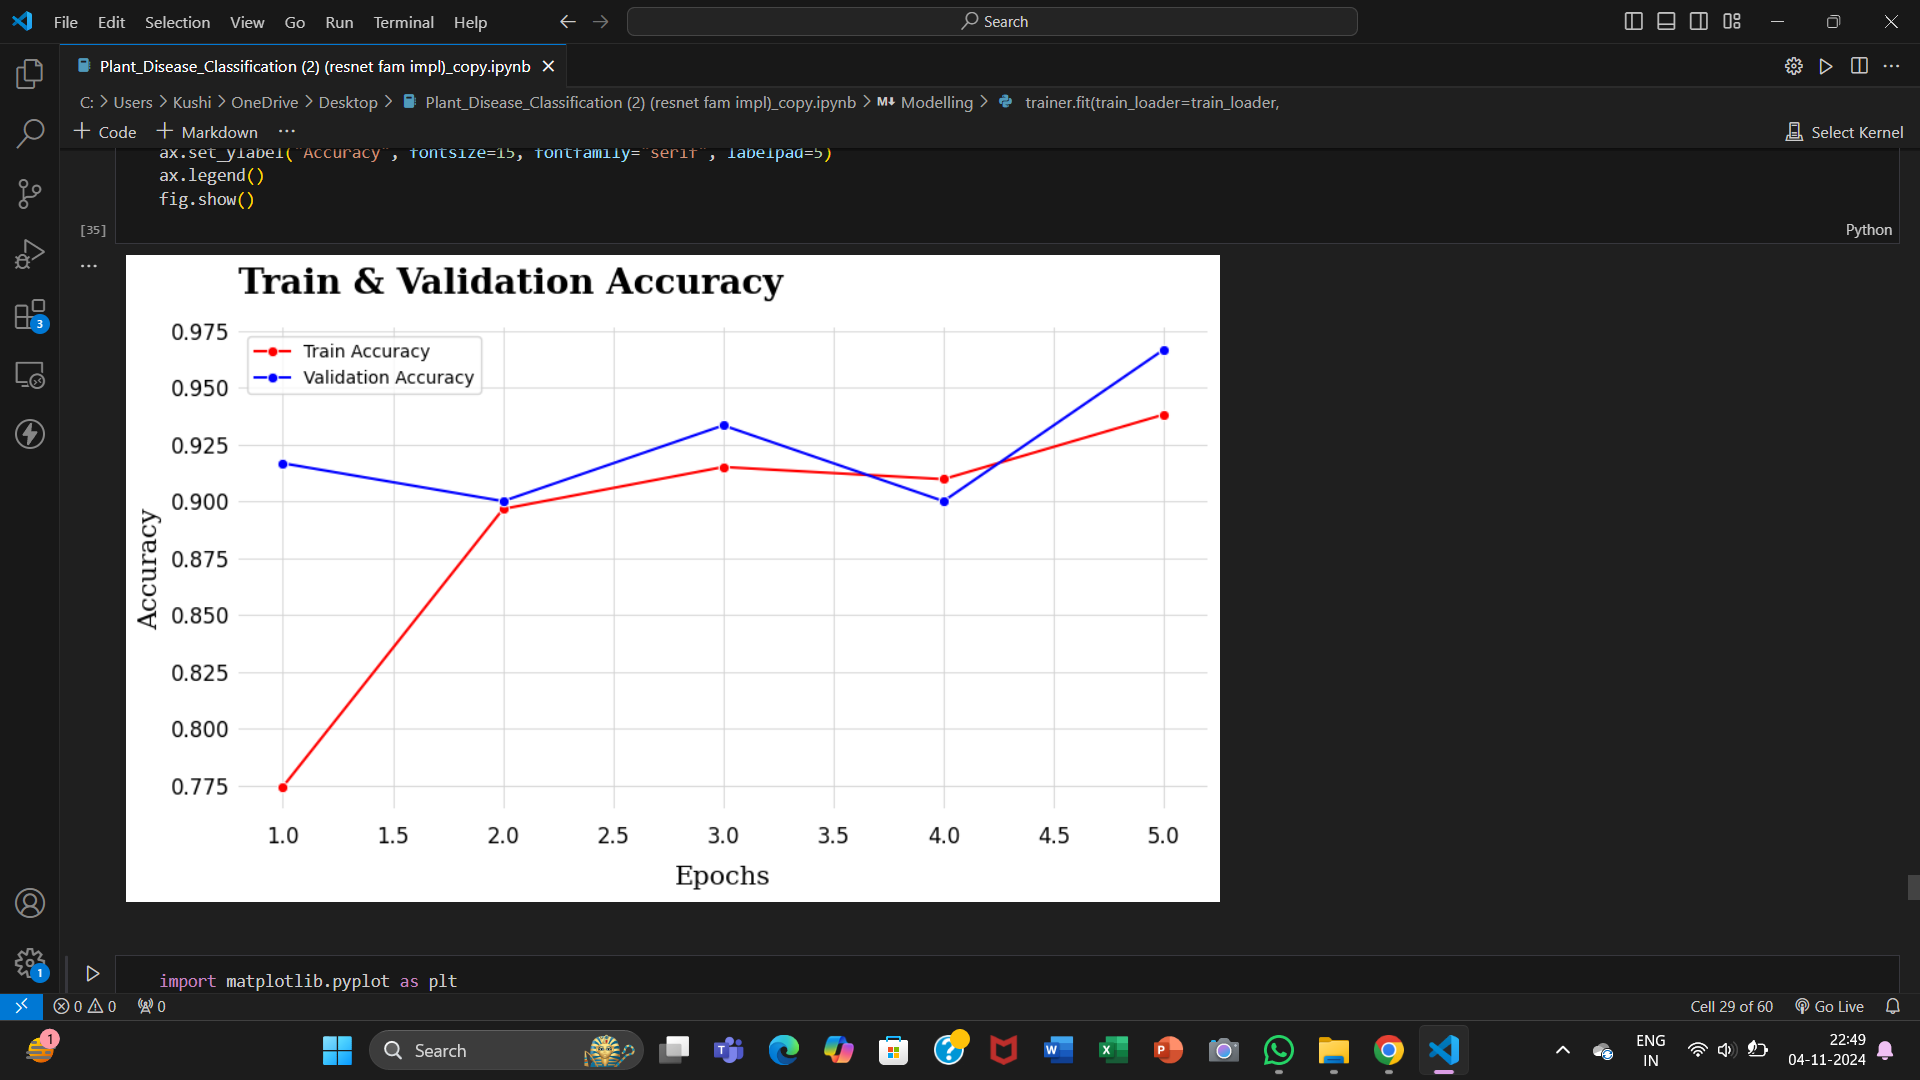 File Edit Selection View Go Run Terminal Help
Search
Plant_Disease_Classification (2) (resnet fam impl)_copy.ipynb
C: > Users > Kushi > OneDrive > Desktop > Plant_Disease_Classification (2) (resnet fam impl)_copy.ipynb > M↓ Modelling > trainer.fit(train_loader=train_loader,
+ Code + Markdown ...
Select Kernel
ax.set_ylabel("Accuracy", fontsize=15, fontfamily="serif", labelpad=5)
ax.legend()
fig.show()
[35]
Python
3
Train & Validation Accuracy
Train Accuracy
Validation Accuracy
0.975
0.950
0.925
0.900
0.875
0.850
0.825
0.800
0.775
Accuracy
1.0 1.5 2.0 2.5 3.0 3.5 4.0 4.5 5.0
Epochs
import matplotlib.pyplot as plt
1
0 0 0
Cell 29 of 60 Go Live
1
Search
ENG
IN
22:49
04-11-2024